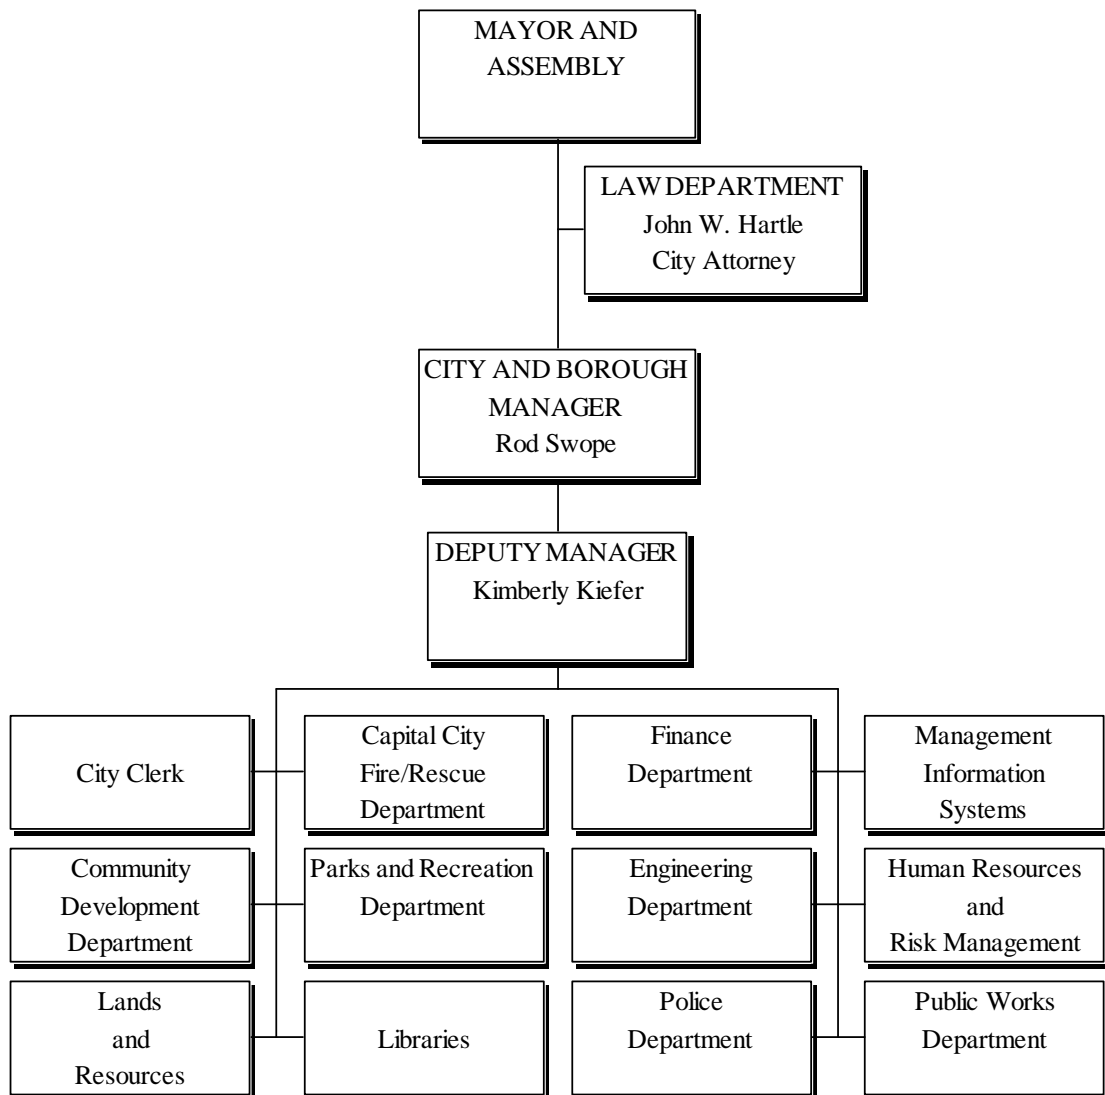 MAYOR AND
ASSEMBLY
LAW DEPARTMENT
John W. Hartle
City Attorney
CITY AND BOROUGH
MANAGER
Rod Swope
DEPUTY MANAGER
Kimberly Kiefer
City Clerk
Capital City
Fire/Rescue
Department
Finance
Department
Management
Information
Systems
Community
Development
Department
Parks and Recreation
Department
Engineering
Department
Human Resources
and
Risk Management
Lands
and
Resources
Libraries
Police
Department
Public Works
Department